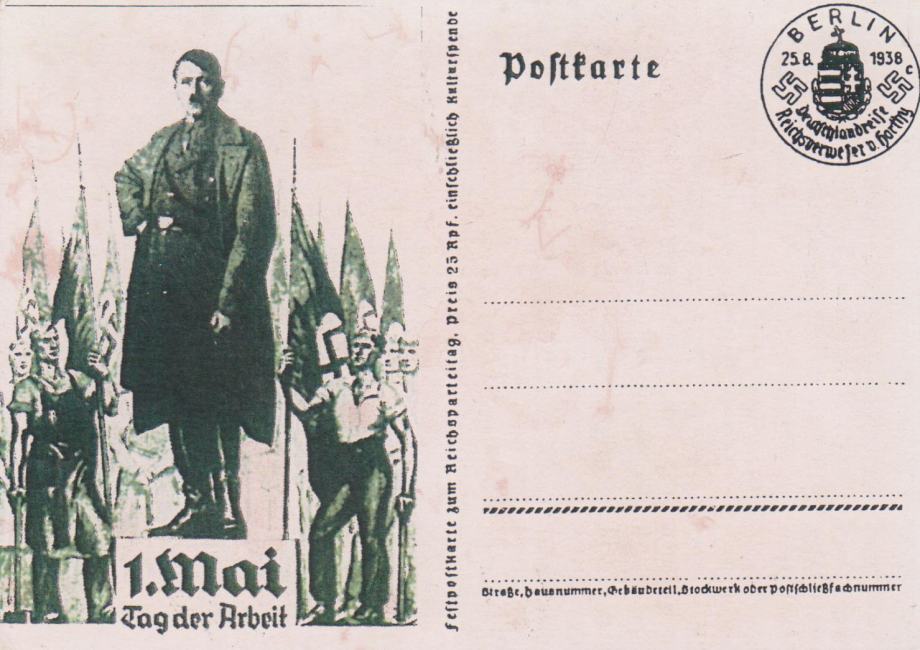 1. Mai
Tag der Arbeit
Festpostkarte zum Reichsparteitag. Preis 25 Rpf. einschließlich Kulturspende
Postkarte
BERLIN
25.8. 1938
c
Deutschlandreise
Reichsverweser v. Horthy
Straße, Hausnummer, Gebäudeteil, Stockwerk oder Postschließfachnummer